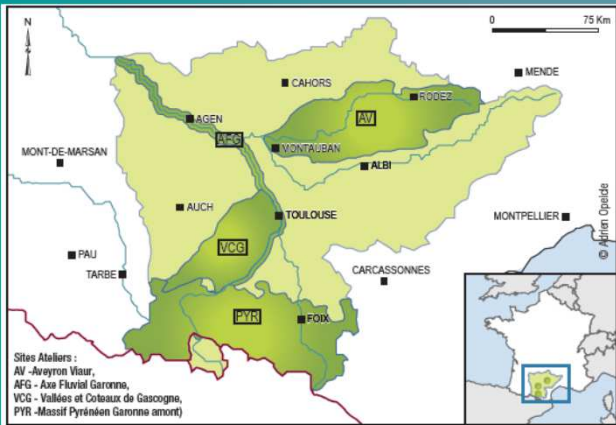 N
0 75 Km
MENDE
CAHORS
RODEZ
AV
AGEN
AFG
MONTAUBAN
MONT-DE-MARSAN
ALBI
AUCH
TOULOUSE
MONTPELLIER
VCG
PAU
TARBE
CARCASSONNES
PYR
FOIX
© Adrien Opeicle
Sites Ateliers :
AV -Aveyron Viaur,
AFG - Axe Fluvial Garonne,
VCG - Vallées et Coteaux de Gascogne,
PYR -Massif Pyrénéen Garonne amont)